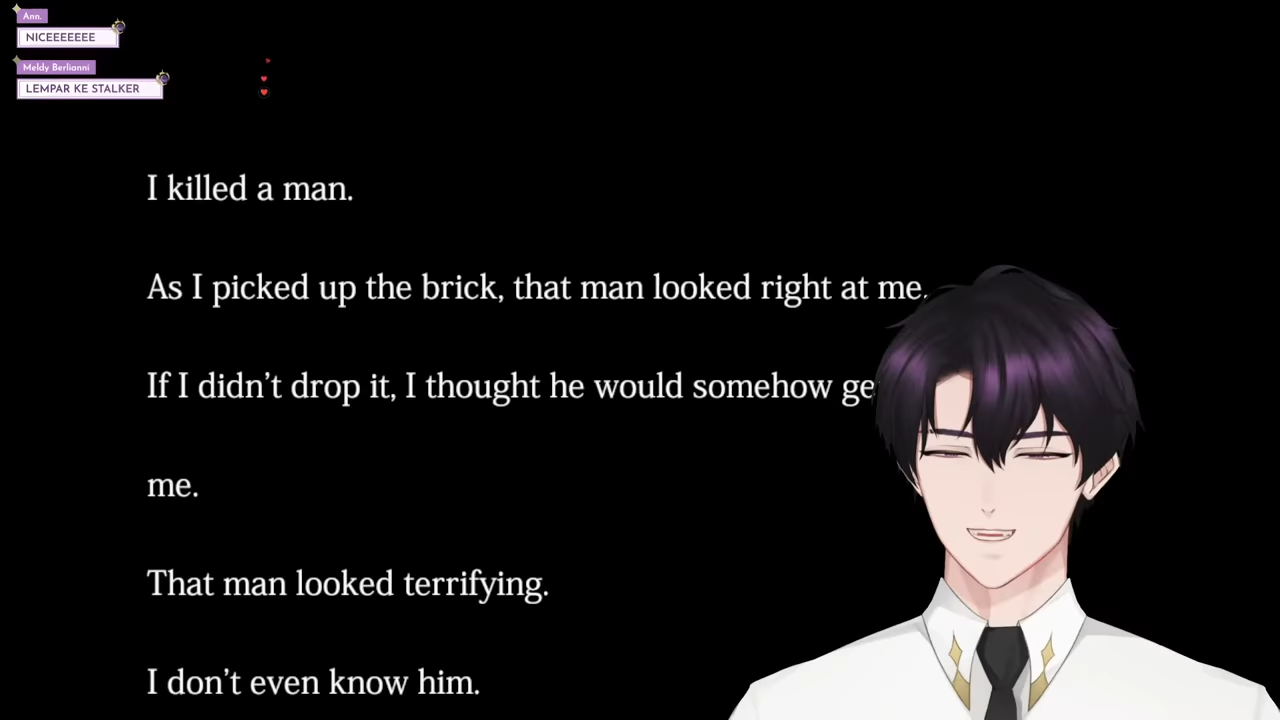 Ann.
NICEEEEEEE
Meldy Berlianni
LEMPAR KE STALKER
I killed a man.
As I picked up the brick, that man looked right at me.
If I didn't drop it, I thought he would somehow
me.
That man looked terrifying.
I don't even know him.